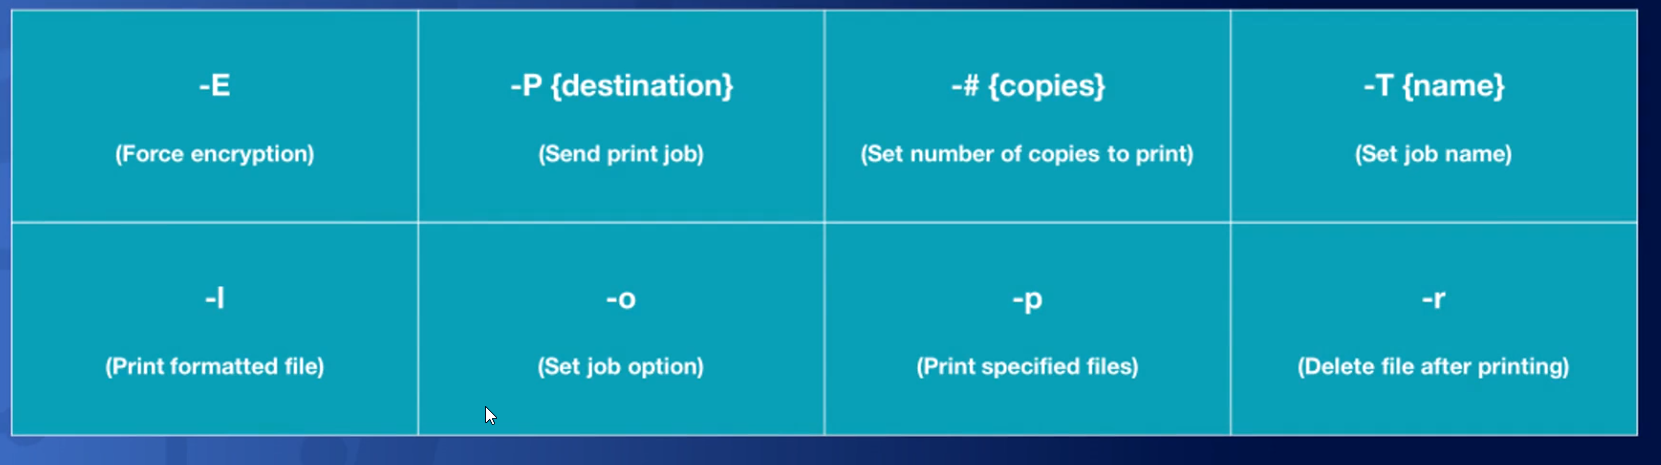 -E
(Force encryption)
-P {destination}
(Send print job)
-# {copies}
(Set number of copies to print)
-T {name}
(Set job name)
-l
(Print formatted file)
-o
(Set job option)
-p
(Print specified files)
-r
(Delete file after printing)